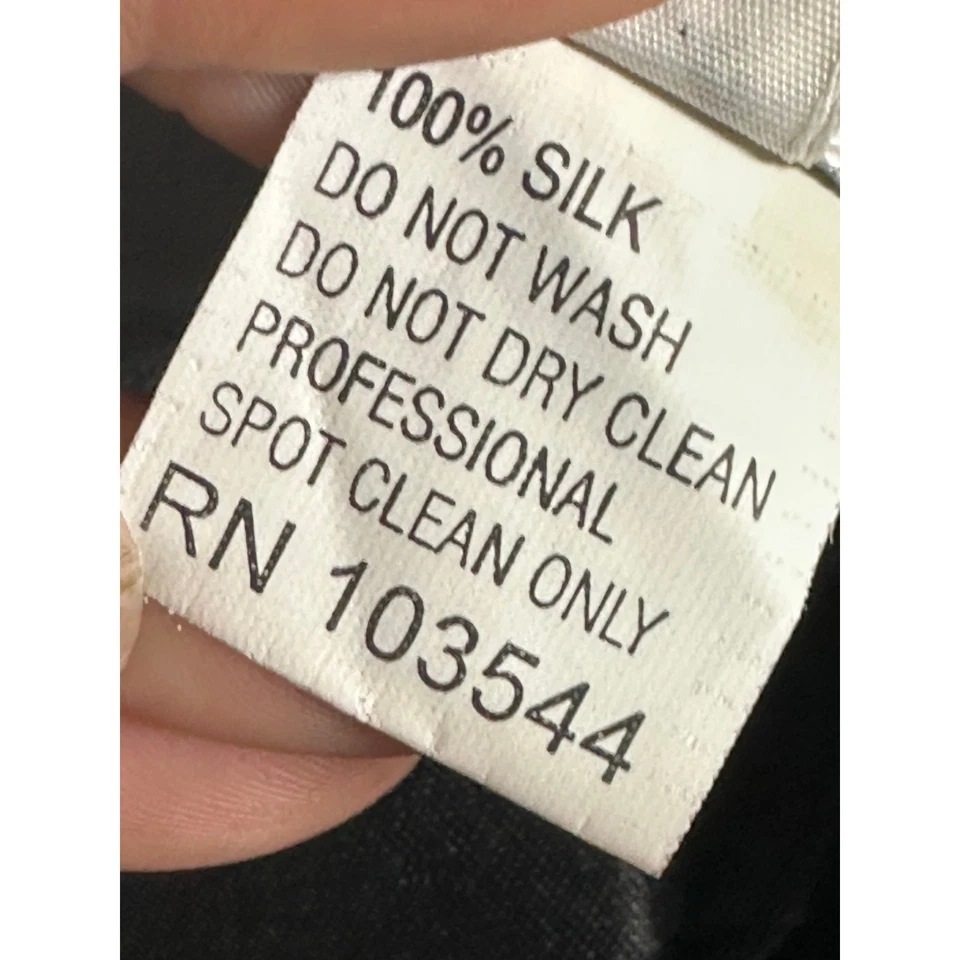 100% SILK
DO NOT WASH
DO NOT DRY CLEAN
PROFESSIONAL
SPOT CLEAN ONLY
RN 103544